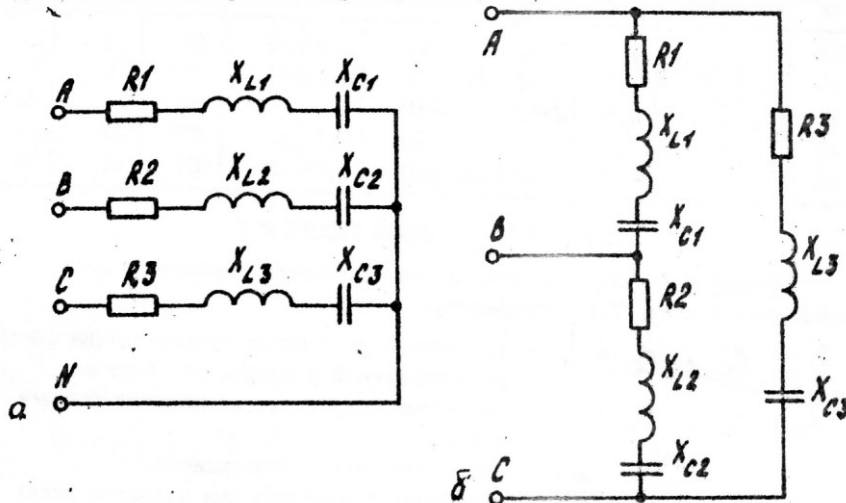 A R1 X_L1 X_C1
B R2 X_L2 X_C2
C R3 X_L3 X_C3
N
а
A R1 R3
X_L1
B X_C1
R2 X_L3
X_L2
X_C3
X_C2
C
б